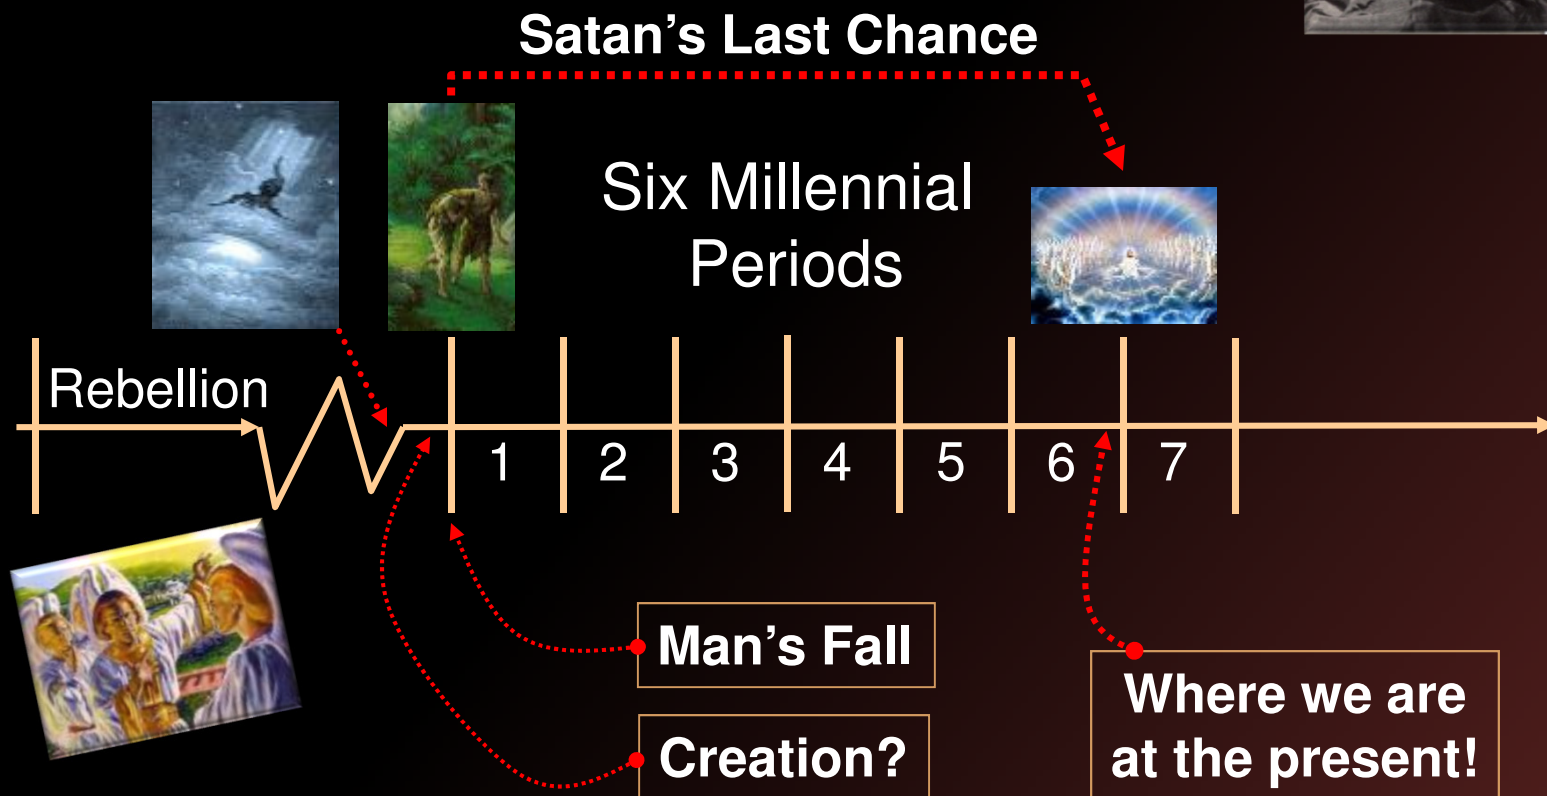 Satan’s Last Chance
Six Millennial
Periods
Rebellion
1 2 3 4 5 6 7
Man’s Fall
Creation?
Where we are
at the present!